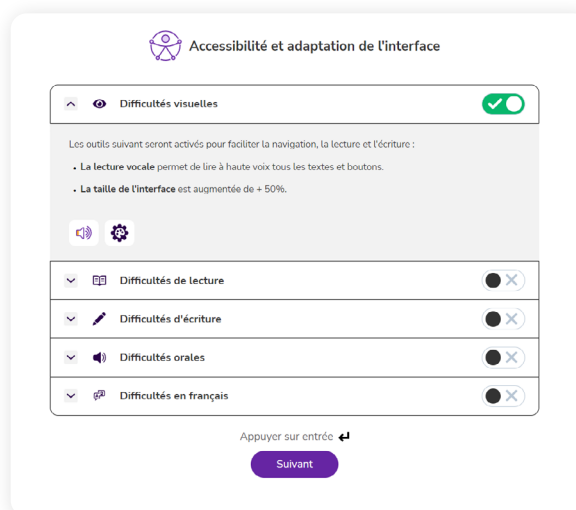 Accessibilité et adaptation de l'interface
Difficultés visuelles
Les outils suivant seront activés pour faciliter la navigation, la lecture et l'écriture :
• La lecture vocale permet de lire à haute voix tous les textes et boutons.
• La taille de l'interface est augmentée de + 50%.
Difficultés de lecture
Difficultés d'écriture
Difficultés orales
Difficultés en français
Appuyer sur entrée
Suivant